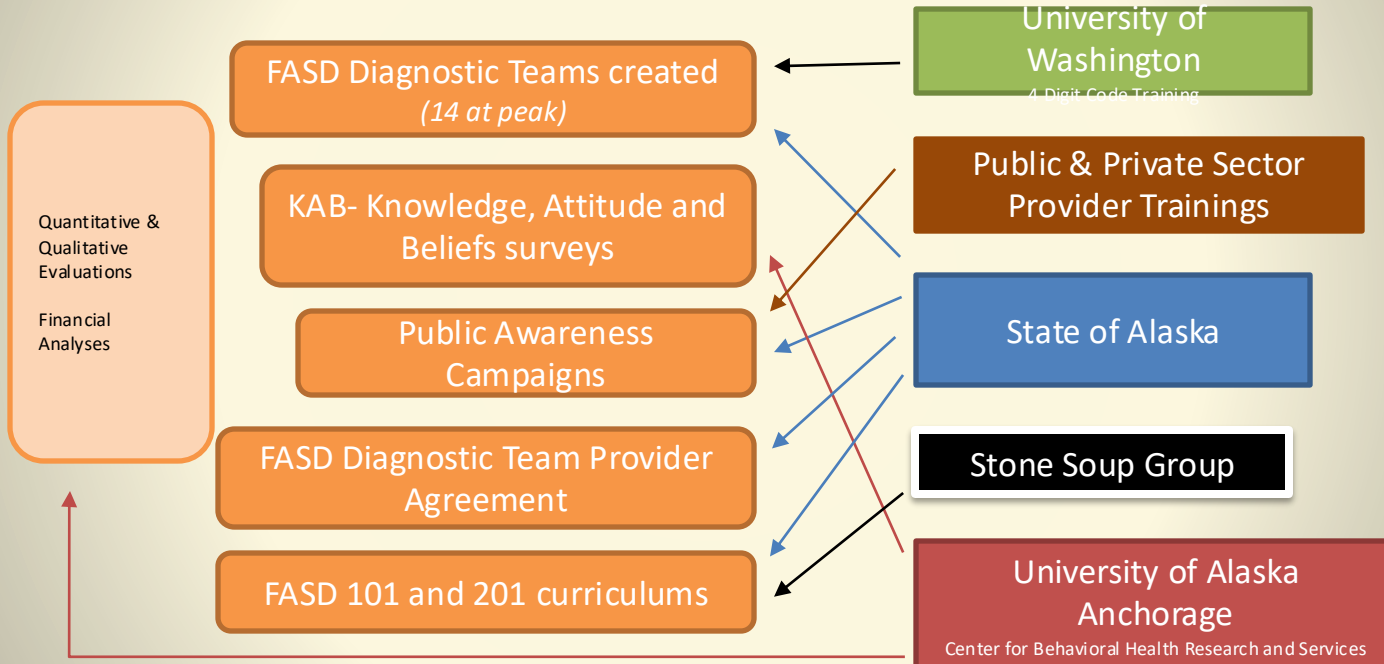 Quantitative &
Qualitative
Evaluations
Financial
Analyses
FASD Diagnostic Teams created
(14 at peak)
KAB- Knowledge, Attitude and
Beliefs surveys
Public Awareness
Campaigns
FASD Diagnostic Team Provider
Agreement
FASD 101 and 201 curriculums
University of
Washington
4 Digit Code Training
Public & Private Sector
Provider Trainings
State of Alaska
Stone Soup Group
University of Alaska
Anchorage
Center for Behavioral Health Research and Services